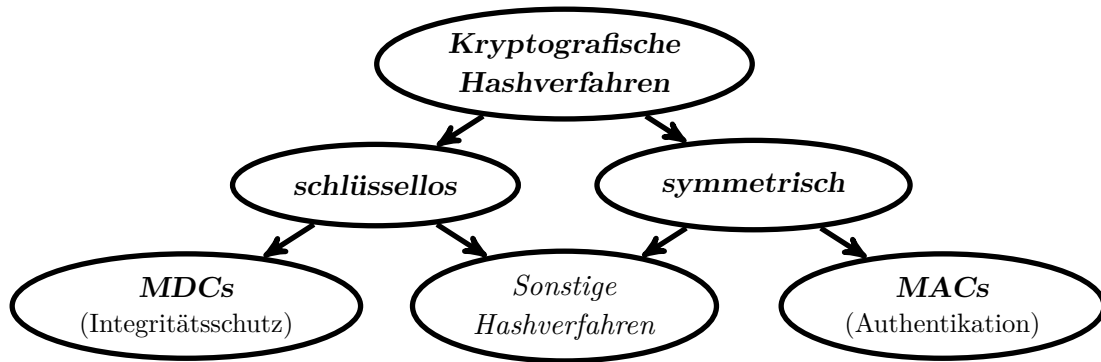 Kryptografische
Hashverfahren
schlüssellos
symmetrisch
MDCs
(Integritätsschutz)
Sonstige
Hashverfahren
MACs
(Authentikation)